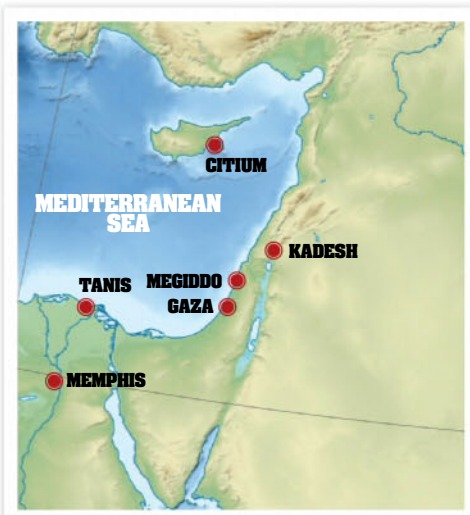 CITIUM
MEDITERRANEAN
SEA
KADESH
MEGIDDO
TANIS
GAZA
MEMPHIS